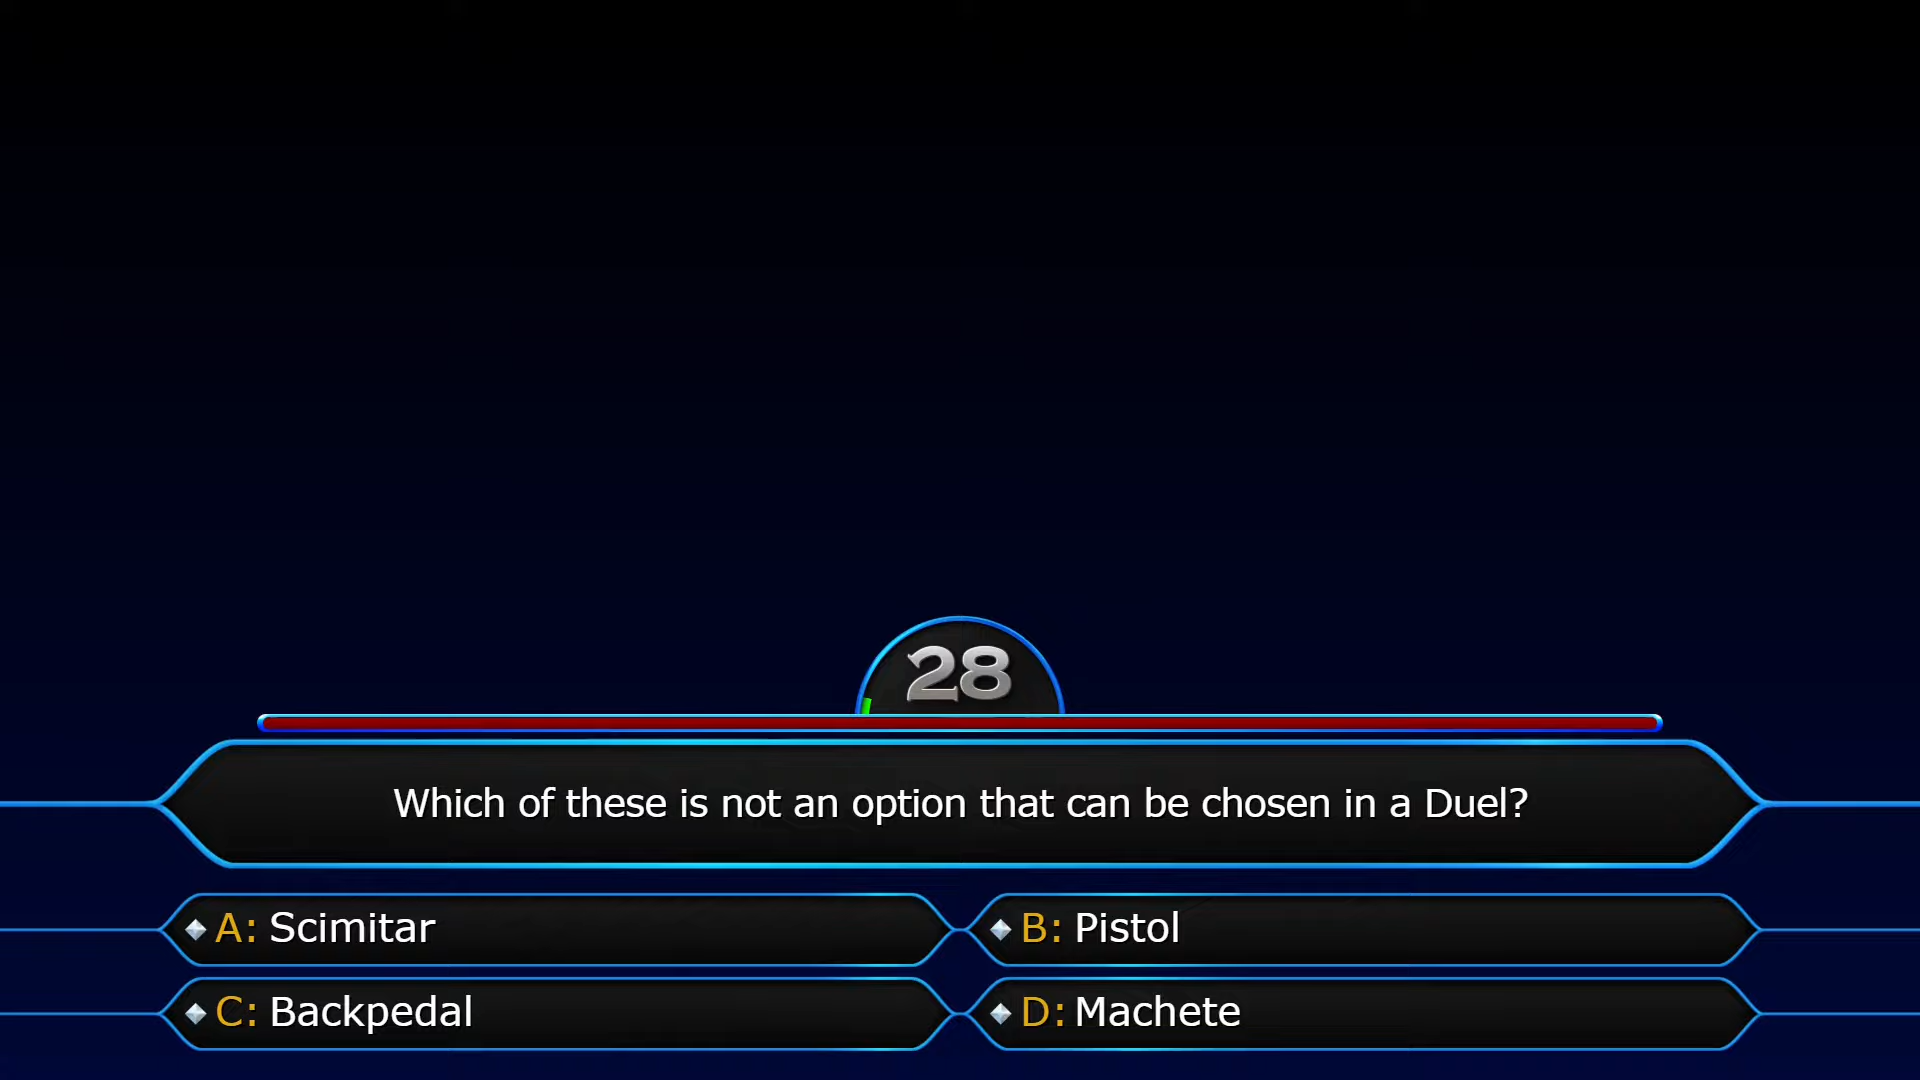 28
Which of these is not an option that can be chosen in a Duel?
A: Scimitar
B: Pistol
C: Backpedal
D: Machete